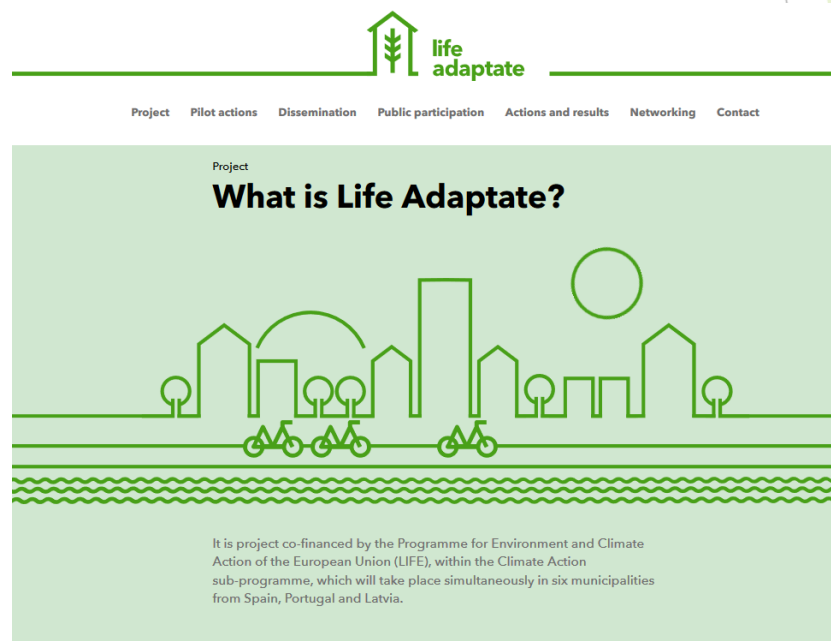 life
adaptate
Project Pilot actions Dissemination Public participation Actions and results Networking Contact
Project
What is Life Adaptate?
It is project co-financed by the Programme for Environment and Climate
Action of the European Union (LIFE), within the Climate Action
sub-programme, which will take place simultaneously in six municipalities
from Spain, Portugal and Latvia.